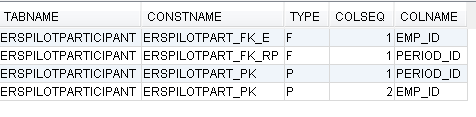 TABNAME CONSTNAME TYPE COLSEQ COLNAME
ERSPILOTPARTICIPANT ERSPILOTPART_FK_E F 1 EMP_ID
ERSPILOTPARTICIPANT ERSPILOTPART_FK_RP F 1 PERIOD_ID
ERSPILOTPARTICIPANT ERSPILOTPART_PK P 1 PERIOD_ID
ERSPILOTPARTICIPANT ERSPILOTPART_PK P 2 EMP_ID